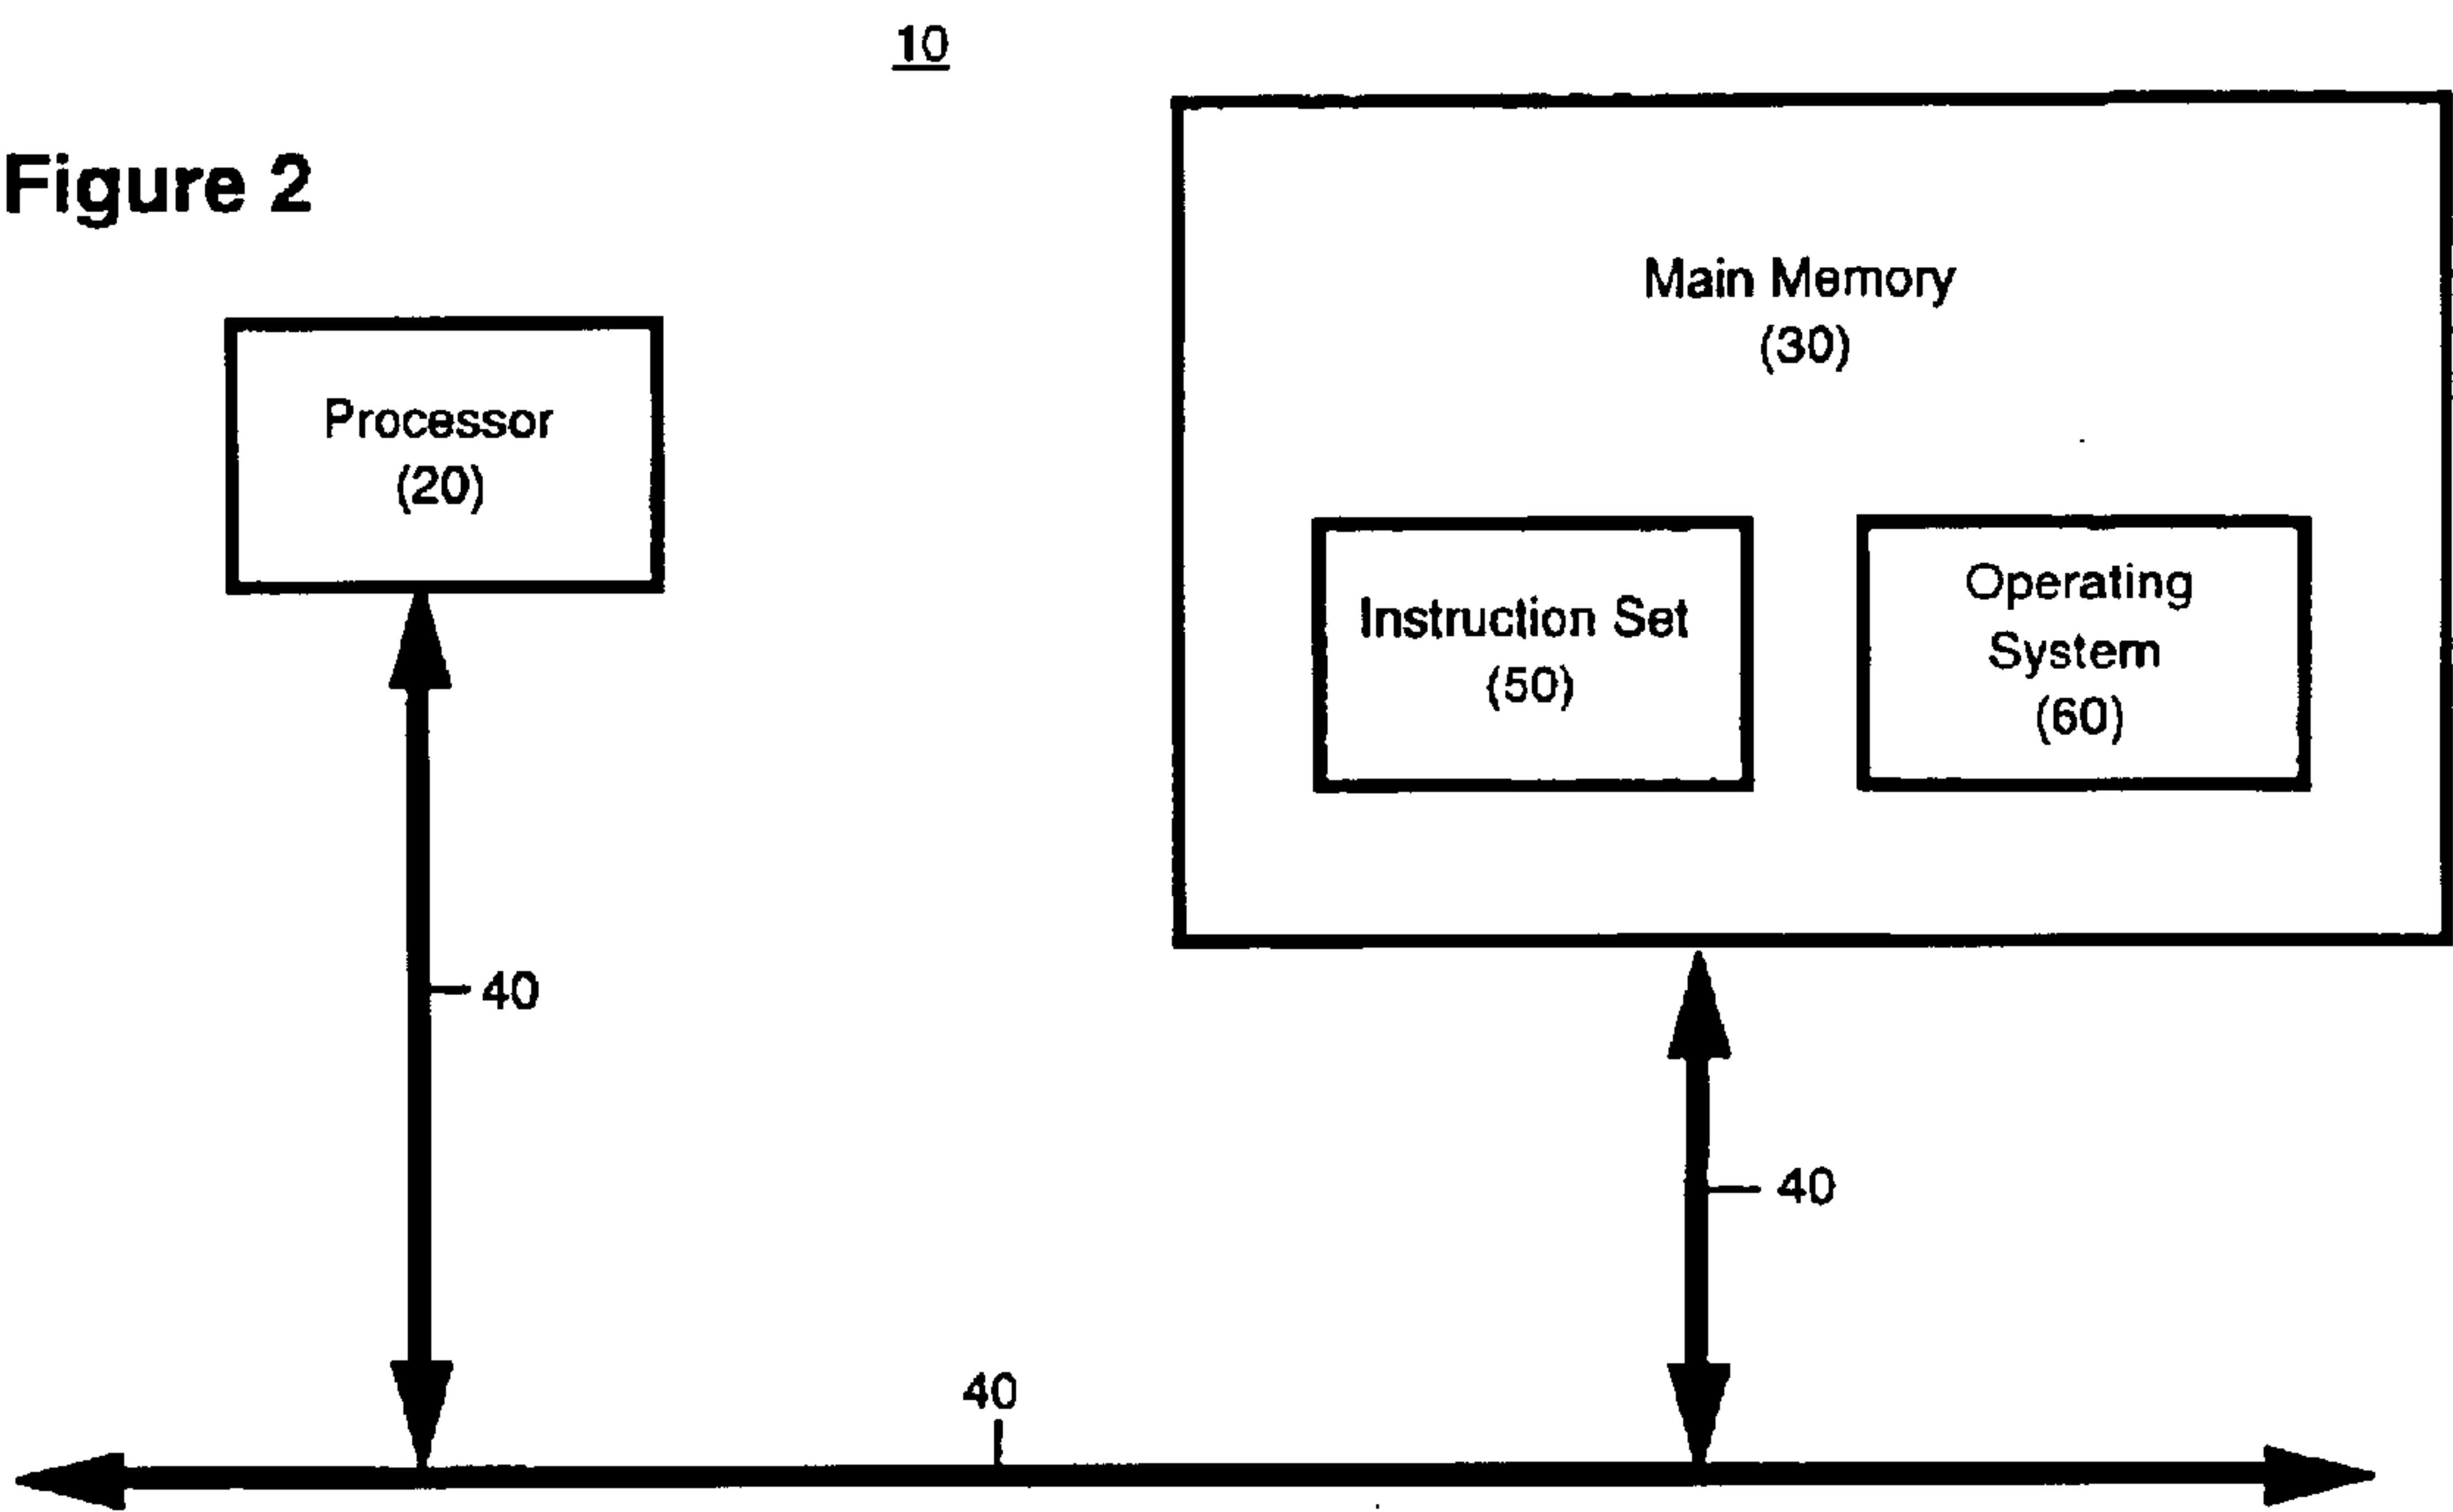 10
Figure 2
Main Memory
(30)
Processor
(20)
Instruction Set
(50)
Operating
System
(60)
40
40
40